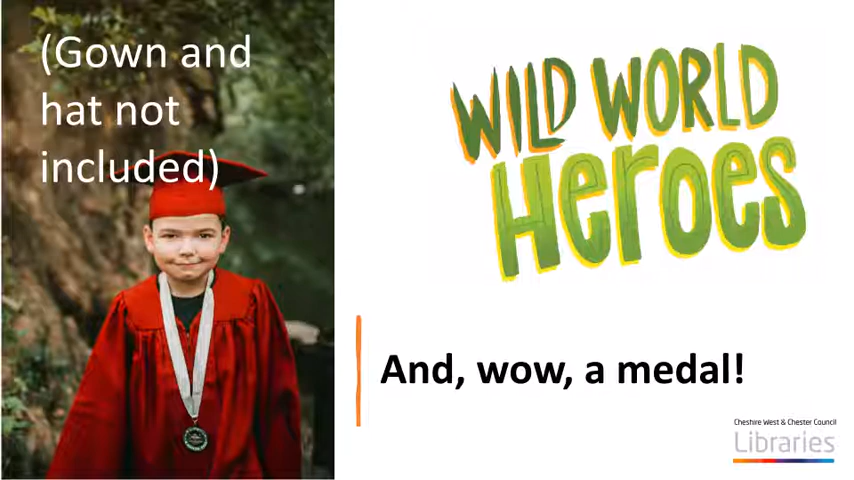 (Gown and
hat not
included)
WILD WORLD
Heroes
And, wow, a medal!
Cheshire West & Chester Council
Libraries